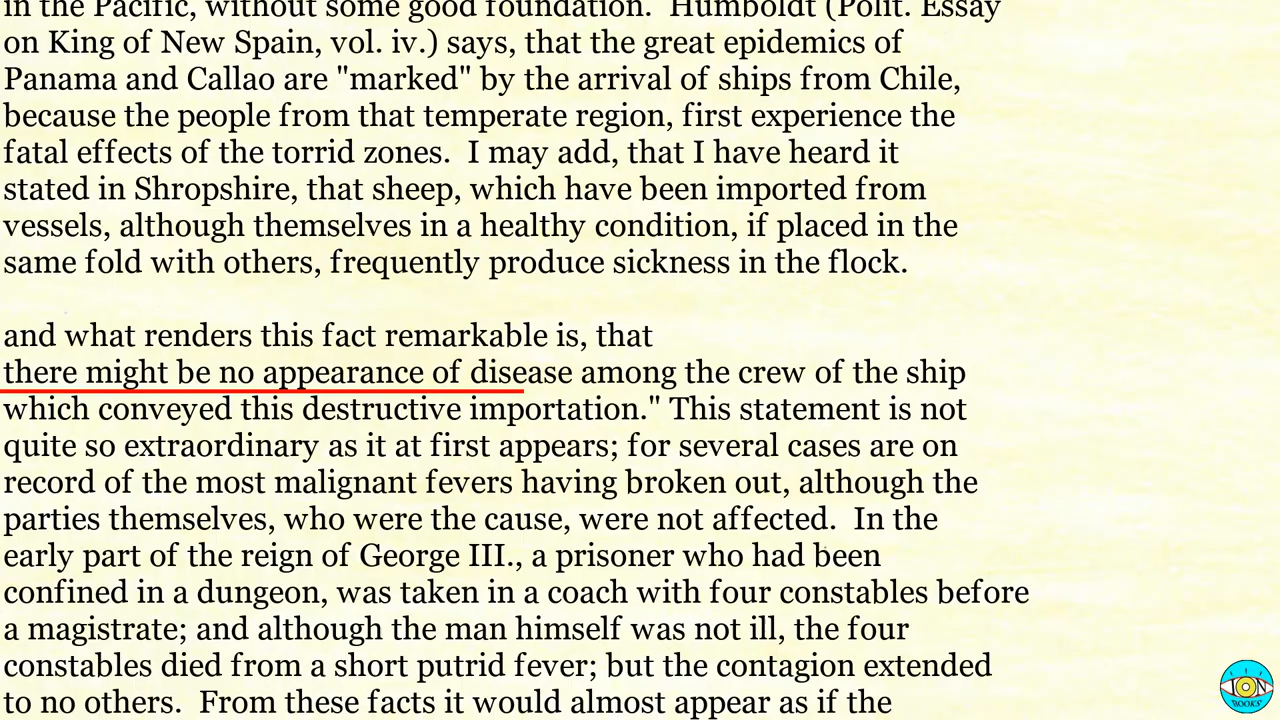 in the Pacific, without some good foundation.  Humboldt (Polit. Essay
on King of New Spain, vol. iv.) says, that the great epidemics of
Panama and Callao are "marked" by the arrival of ships from Chile,
because the people from that temperate region, first experience the
fatal effects of the torrid zones.  I may add, that I have heard it
stated in Shropshire, that sheep, which have been imported from
vessels, although themselves in a healthy condition, if placed in the
same fold with others, frequently produce sickness in the flock.
and what renders this fact remarkable is, that
there might be no appearance of disease among the crew of the ship
which conveyed this destructive importation." This statement is not
quite so extraordinary as it at first appears; for several cases are on
record of the most malignant fevers having broken out, although the
parties themselves, who were the cause, were not affected.  In the
early part of the reign of George III., a prisoner who had been
confined in a dungeon, was taken in a coach with four constables before
a magistrate; and although the man himself was not ill, the four
constables died from a short putrid fever; but the contagion extended
to no others.  From these facts it would almost appear as if the
ION
BOOKS